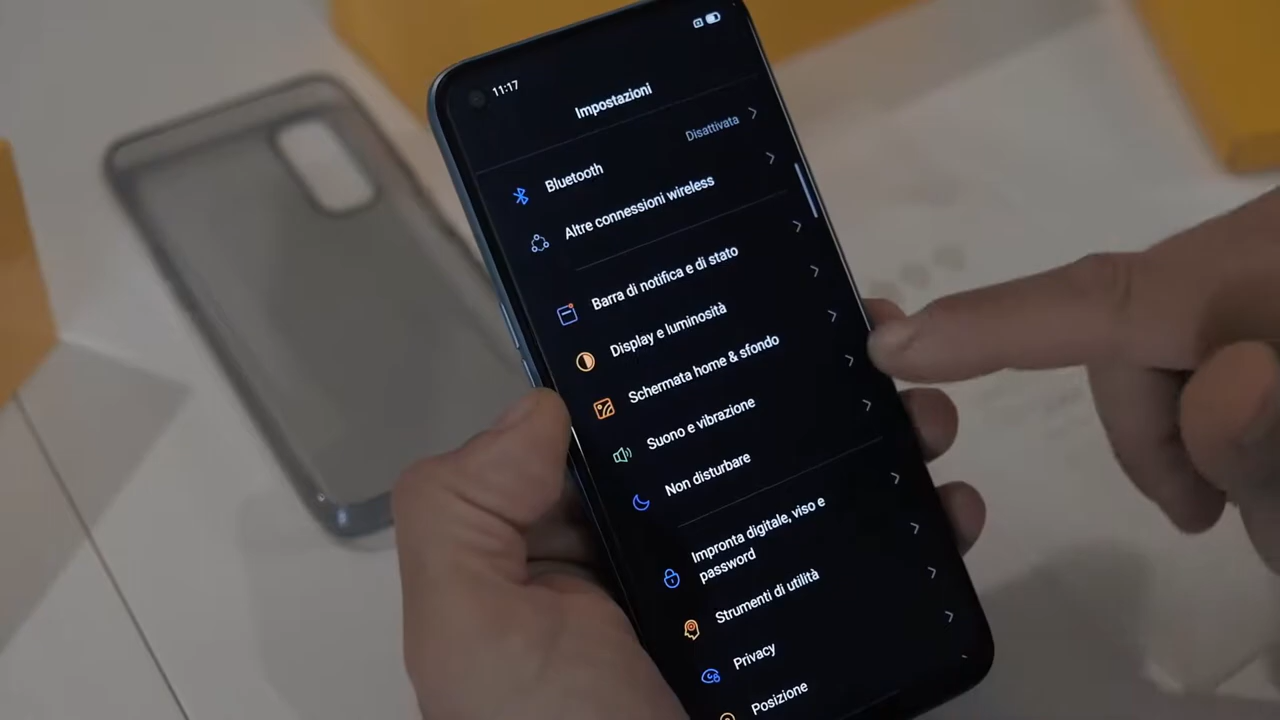 11:17
Impostazioni
Bluetooth
Disattivata
Altre connessioni wireless
Barra di notifica e di stato
Display e luminosità
Schermata home & sfondo
Suono e vibrazione
Non disturbare
Impronta digitale, viso e
password
Strumenti di utilità
Privacy
Posizione